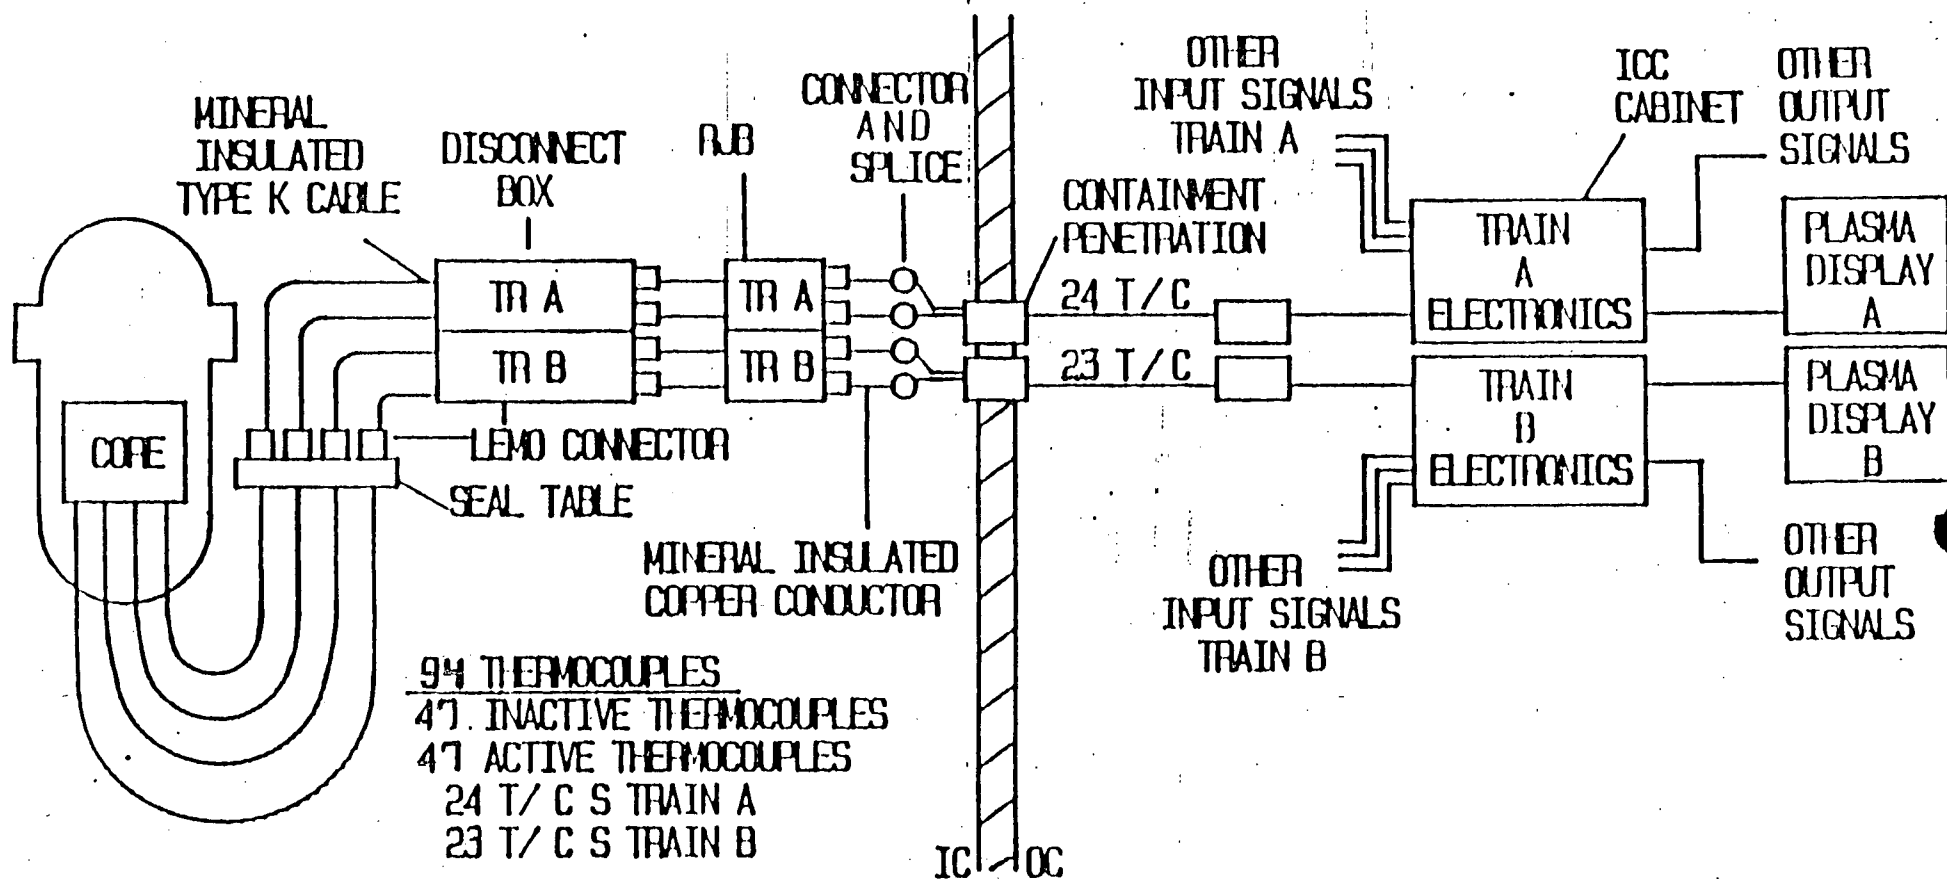 MINERAL
INSULATED
TYPE K CABLE
DISCONNECT
BOX
RJB
CONNECTOR
AND
SPLICE
CONTAINMENT
PENETRATION
OTHER
INPUT SIGNALS
TRAIN A
ICC
CABINET
OTHER
OUTPUT
SIGNALS
TR A
TR B
TR A
TR B
24 T/C
23 T/C
TRAIN
A
ELECTRONICS
TRAIN
B
ELECTRONICS
PLASMA
DISPLAY
A
PLASMA
DISPLAY
B
CORE
LEMO CONNECTOR
SEAL TABLE
MINERAL INSULATED
COPPER CONDUCTOR
OTHER
INPUT SIGNALS
TRAIN B
OTHER
OUTPUT
SIGNALS
94 THERMOCOUPLES
47. INACTIVE THERMOCOUPLES
47 ACTIVE THERMOCOUPLES
24 T/C S TRAIN A
23 T/C S TRAIN B
IC
OC